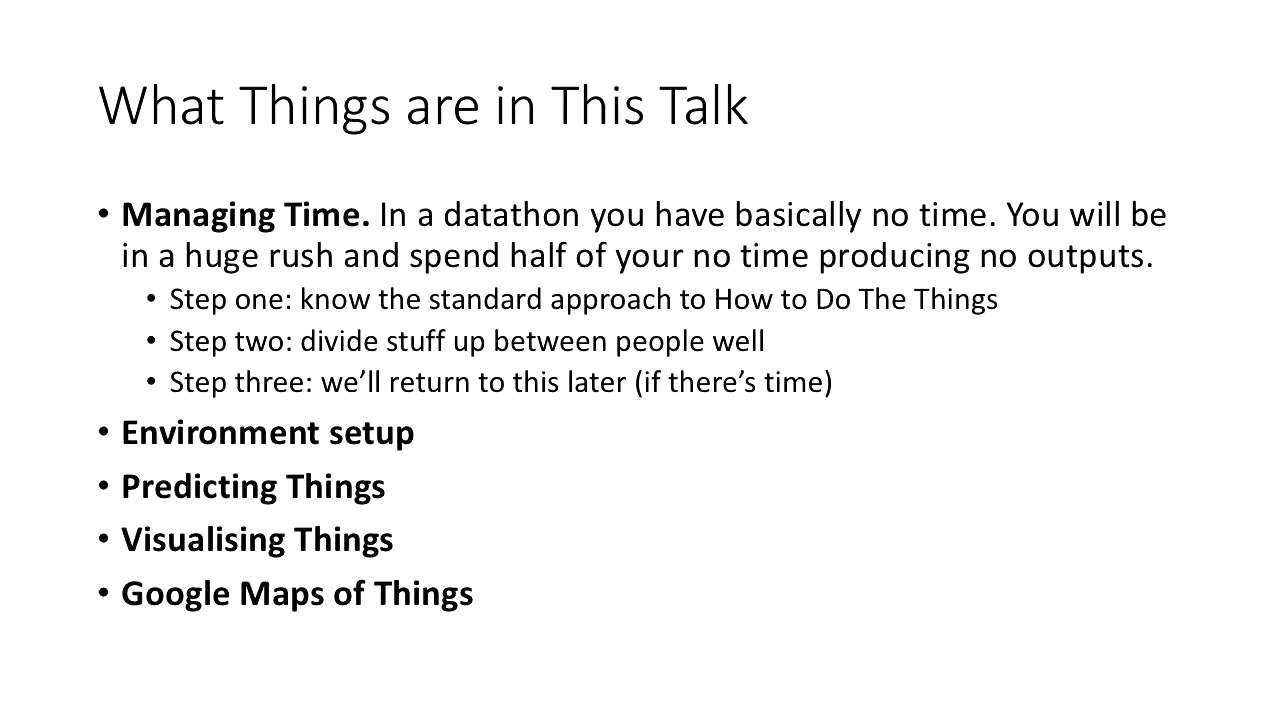 What Things are in This Talk
• Managing Time. In a datathon you have basically no time. You will be
in a huge rush and spend half of your no time producing no outputs.
• Step one: know the standard approach to How to Do The Things
• Step two: divide stuff up between people well
• Step three: we’ll return to this later (if there’s time)
• Environment setup
• Predicting Things
• Visualising Things
• Google Maps of Things